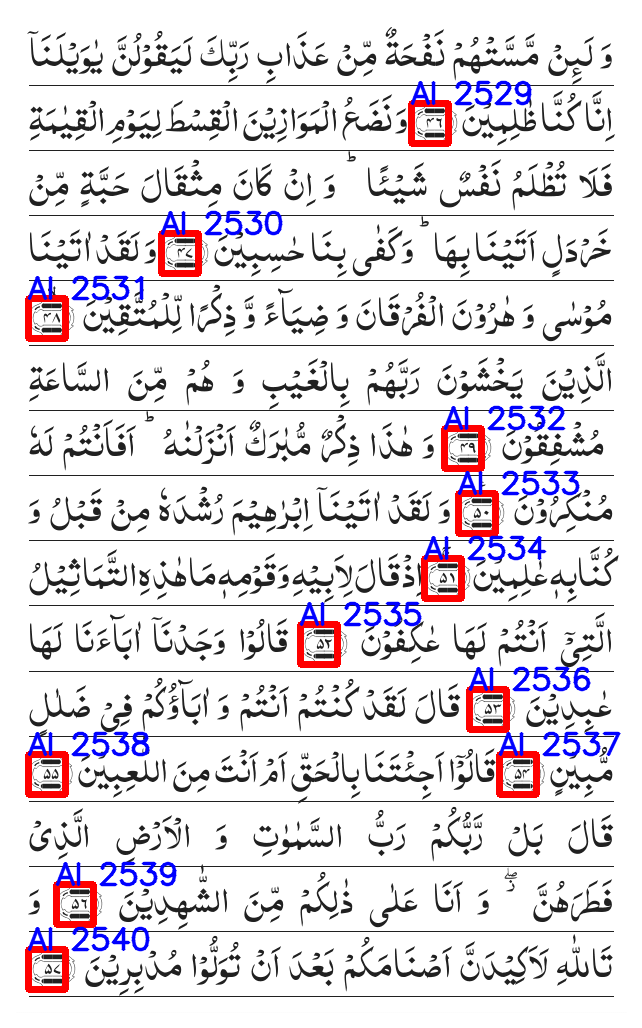 وَ لَىِٕنْ مَّسَّتْهُمْ نَفْحَةٌ مِّنْ عَذَابِ رَبِّكَ لَیَقُوْلُنَّ یٰوَیْلَنَاۤ
AI 2529
اِنَّا كُنَّا ظٰلِمِیْنَ ۴۶ وَ نَضَعُ الْمَوَازِیْنَ الْقِسْطَ لِیَوْمِ الْقِیٰمَةِ
فَلَا تُظْلَمُ نَفْسٌ شَیْـًٔا ؕ وَ اِنْ كَانَ مِثْقَالَ حَبَّةٍ مِّنْ
AI 2530
خَرْدَلٍ اَتَیْنَا بِهَا ؕ وَكَفٰی بِنَا حٰسِبِیْنَ ۴۷ وَ لَقَدْ اٰتَیْنَا
AI 2531
مُوْسٰی وَ هٰرُوْنَ الْفُرْقَانَ وَ ضِیَآءً وَّ ذِكْرًا لِّلْمُتَّقِیْنَ ۴۸
الَّذِیْنَ یَخْشَوْنَ رَبَّهُمْ بِالْغَیْبِ وَ هُمْ مِّنَ السَّاعَةِ
AI 2532
مُشْفِقُوْنَ ۴۹ وَ هٰذَا ذِكْرٌ مُّبٰرَكٌ اَنْزَلْنٰهُ ؕ اَفَاَنْتُمْ لَهٗ
AI 2533
مُنْكِرُوْنَ ۵۰ وَ لَقَدْ اٰتَیْنَاۤ اِبْرٰهِیْمَ رُشْدَهٗ مِنْ قَبْلُ وَ
AI 2534
كُنَّا بِهٖ عٰلِمِیْنَ ۵۱ اِذْ قَالَ لِاَبِیْهِ وَ قَوْمِهٖ مَا هٰذِهِ التَّمَاثِیْلُ
AI 2535
الَّتِیْۤ اَنْتُمْ لَهَا عٰكِفُوْنَ ۵۲ قَالُوْا وَجَدْنَاۤ اٰبَآءَنَا لَهَا
AI 2536
عٰبِدِیْنَ ۵۳ قَالَ لَقَدْ كُنْتُمْ اَنْتُمْ وَ اٰبَآؤُكُمْ فِیْ ضَلٰلٍ
AI 2537 AI 2538
مُّبِیْنٍ ۵۴ قَالُوْۤا اَجِئْتَنَا بِالْحَقِّ اَمْ اَنْتَ مِنَ اللّٰعِبِیْنَ ۵۵
قَالَ بَلْ رَّبُّكُمْ رَبُّ السَّمٰوٰتِ وَ الْاَرْضِ الَّذِیْ
AI 2539
فَطَرَهُنَّ ۖ٘ وَ اَنَا عَلٰی ذٰلِكُمْ مِّنَ الشّٰهِدِیْنَ ۵۶ وَ
AI 2540
تَاللّٰهِ لَاَكِیْدَنَّ اَصْنَامَكُمْ بَعْدَ اَنْ تُوَلُّوْا مُدْبِرِیْنَ ۵۷